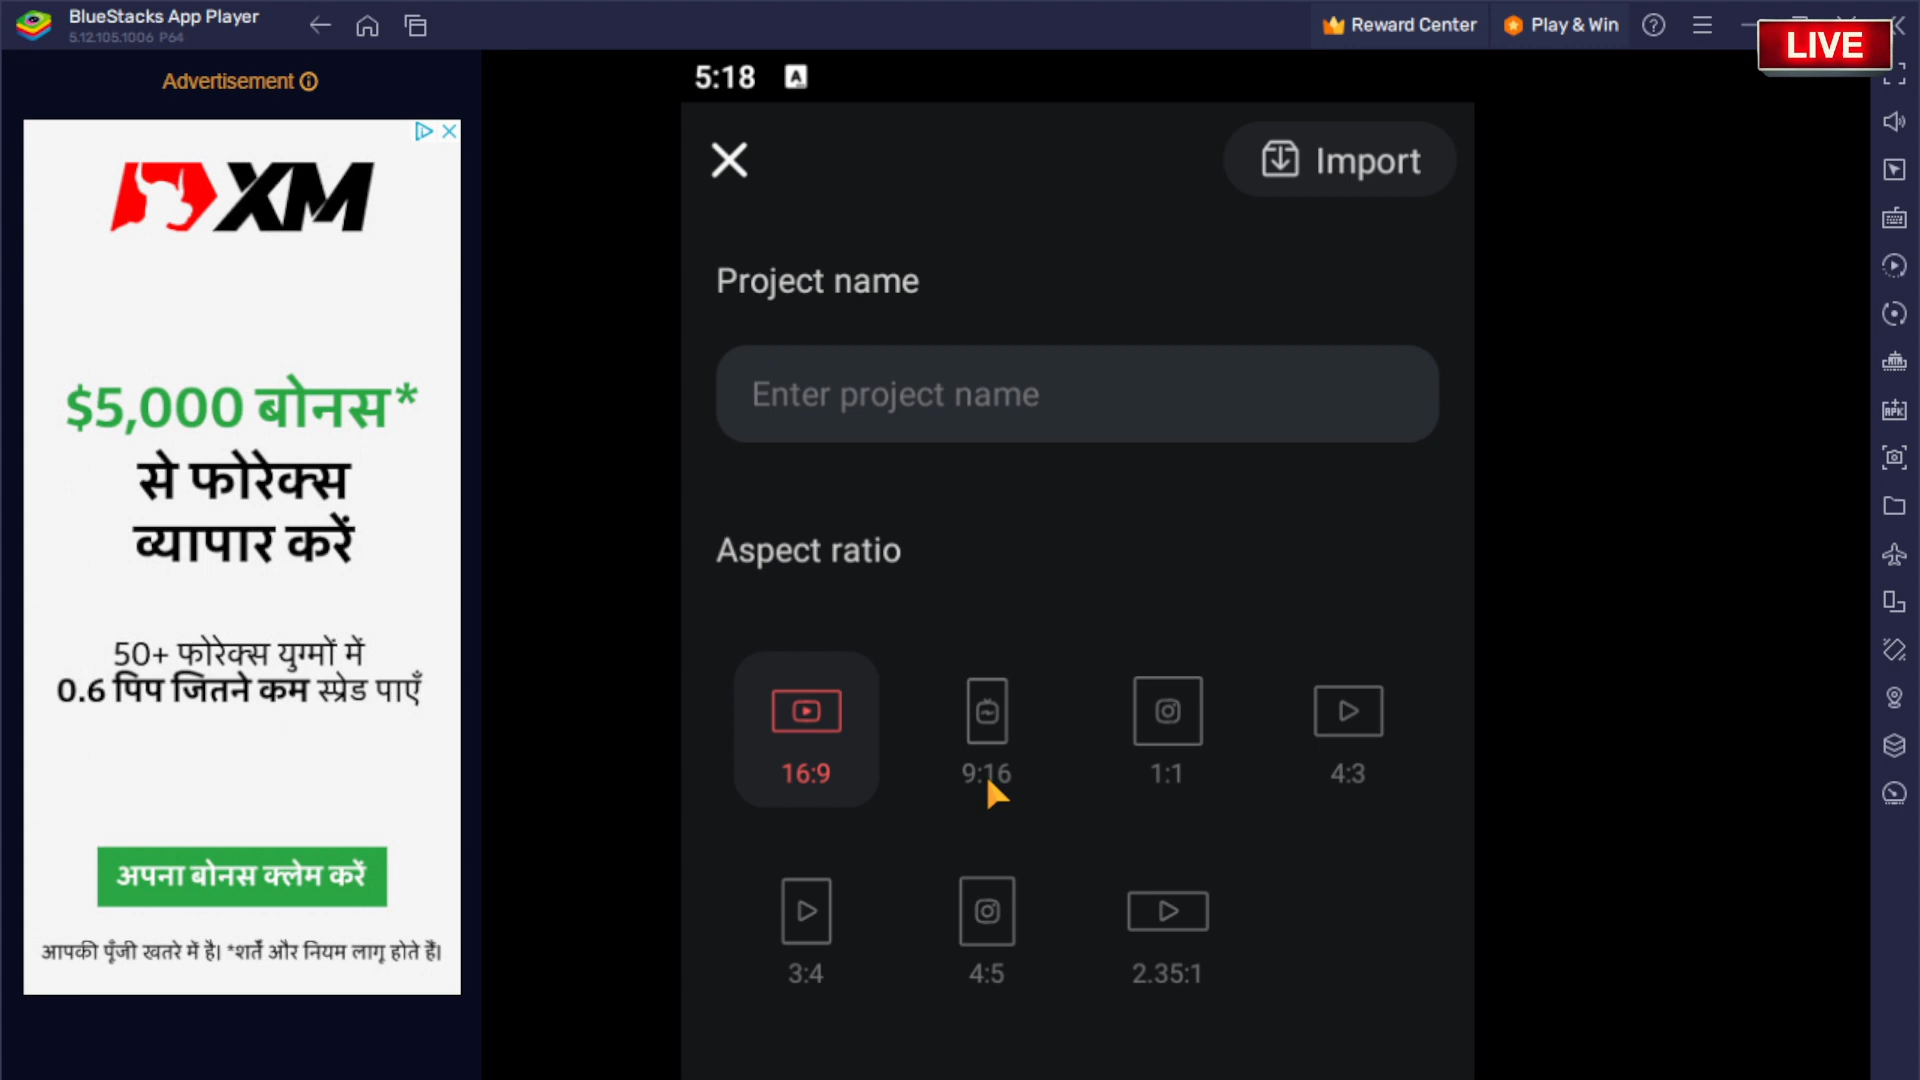 BlueStacks App Player
5.12.105.1006 P64
Reward Center
Play & Win
LIVE
Advertisement
XM
$5,000 बोनस*
से फोरेक्स
व्यापार करें
50+ फोरेक्स युग्मों में
0.6 पिप जितने कम स्प्रेड पाएँ
अपना बोनस क्लेम करें
आपकी पूँजी खतरे में है। *शर्तें और नियम लागू होते हैं।
5:18
A
Import
Project name
Enter project name
Aspect ratio
16:9
9:16
1:1
4:3
3:4
4:5
2.35:1
APK